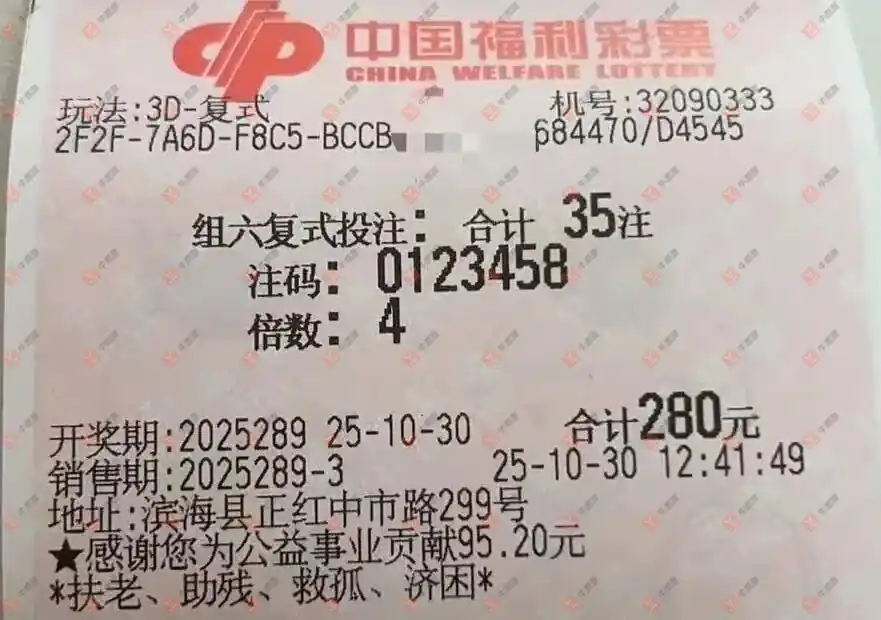 中国福利彩票
CHINA WELFARE LOTTERY
玩法:3D-复式 机号:32090333
2F2F-7A6D-F8C5-BCCB 684470/D4545
组六复式投注: 合计 35注
注码: 0123458
倍数: 4
开奖期:2025289 25-10-30 合计280元
销售期:2025289-3 25-10-30 12:41:49
地址:滨海县正红中市路299号
★感谢您为公益事业贡献95.20元
*扶老、助残、救孤、济困*